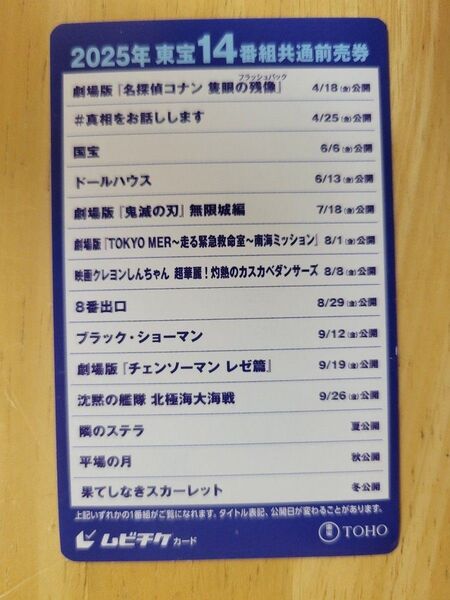 2025年 東宝14番組共通前売券
フラッシュバック
劇場版『名探偵コナン 隻眼の残像』 4/18(金)公開
#真相をお話しします 4/25(金)公開
国宝 6/6(金)公開
ドールハウス 6/13(金)公開
劇場版『鬼滅の刃』無限城編 7/18(金)公開
劇場版『TOKYO MER～走る緊急救命室～南海ミッション』 8/1(金)公開
映画クレヨンしんちゃん 超華麗！灼熱のカスカベダンサーズ 8/8(金)公開
8番出口 8/29(金)公開
ブラック・ショーマン 9/12(金)公開
劇場版『チェンソーマン レゼ篇』 9/19(金)公開
沈黙の艦隊 北極海大海戦 9/26(金)公開
隣のステラ 夏公開
平場の月 秋公開
果てしなきスカーレット 冬公開
上記いずれかの1番組がご覧になれます。タイトル表記、公開日が変わることがあります。
ムビチケカード TOHO